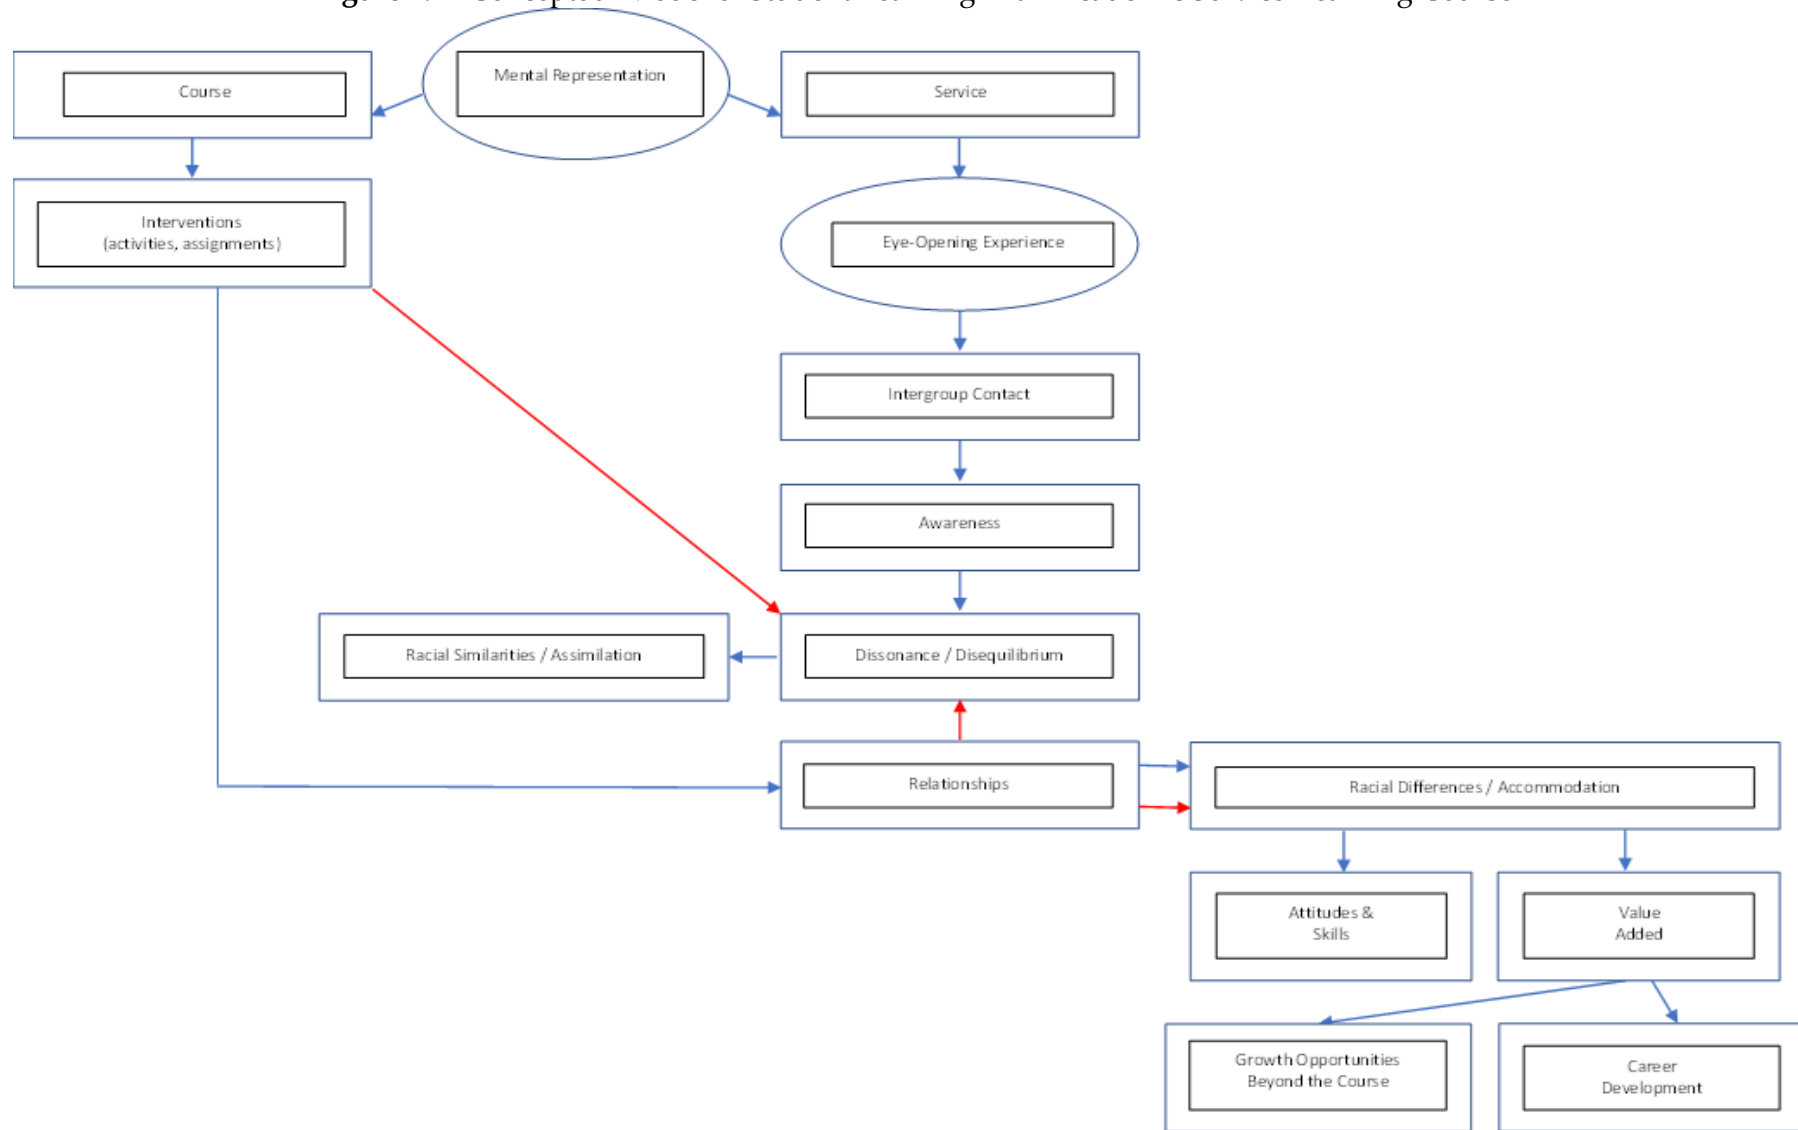 Mental Representation
Course
Service
Interventions
(activities, assignments)
Eye-Opening Experience
Intergroup Contact
Awareness
Racial Similarities / Assimilation
Dissonance / Disequilibrium
Relationships
Racial Differences / Accommodation
Attitudes &
Skills
Value
Added
Growth Opportunities
Beyond the Course
Career
Development